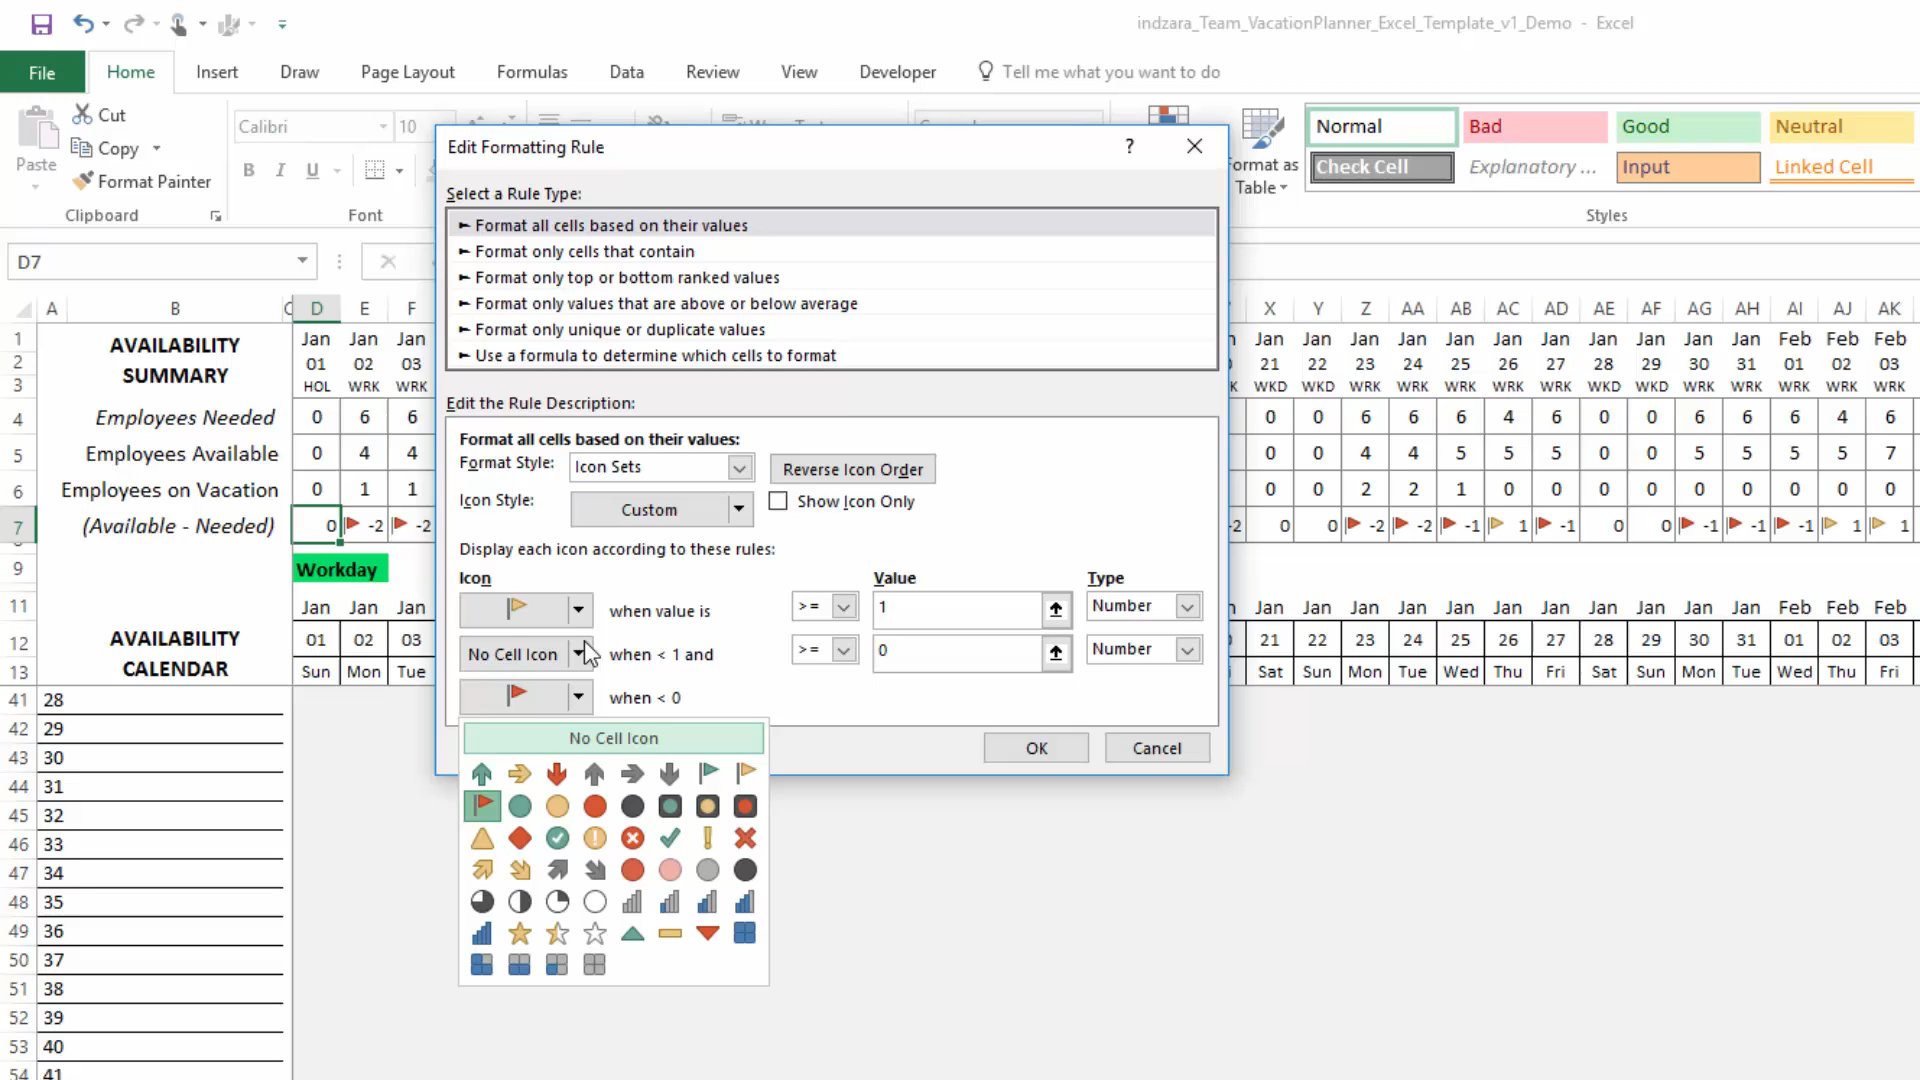 indzara_Team_VacationPlanner_Excel_Template_v1_Demo - Excel
File Home Insert Draw Page Layout Formulas Data Review View Developer Tell me what you want to do
Paste
Cut
Copy
Format Painter
Clipboard
Calibri 10
B I U
Font
Format as
Table
Normal Bad Good Neutral
Check Cell Explanatory ... Input Linked Cell
Styles
D7
Edit Formatting Rule ?
Select a Rule Type:
► Format all cells based on their values
► Format only cells that contain
► Format only top or bottom ranked values
► Format only values that are above or below average
► Format only unique or duplicate values
► Use a formula to determine which cells to format
Edit the Rule Description:
Format all cells based on their values:
Format Style: Icon Sets Reverse Icon Order
Icon Style: Custom Show Icon Only
Display each icon according to these rules:
Icon Value Type
when value is >= 1 Number
No Cell Icon when < 1 and >= 0 Number
when < 0
No Cell Icon
OK Cancel
A B C D E F X Y Z AA AB AC AD AE AF AG AH AI AJ AK
1 AVAILABILITY Jan Jan Jan Jan Jan Jan Jan Jan Jan Jan Jan Jan Jan Jan Feb Feb Feb
2 SUMMARY 01 02 03 21 22 23 24 25 26 27 28 29 30 31 01 02 03
3 HOL WRK WRK WKD WKD WRK WRK WRK WRK WRK WKD WKD WRK WRK WRK WRK WRK
4 Employees Needed 0 6 6 0 0 6 6 6 4 6 0 0 6 6 6 4 6
5 Employees Available 0 4 4 0 0 4 4 5 5 5 0 0 5 5 5 5 7
6 Employees on Vacation 0 1 1 0 0 2 2 1 0 0 0 0 0 0 0 0 0
7 (Available - Needed) 0 -2 -2 -2 0 0 -2 -2 -1 1 -1 0 0 -1 -1 -1 1 1
9 Workday
11 Jan Jan Jan Jan Jan Jan Jan Jan Jan Jan Jan Jan Jan Jan Feb Feb Feb
12 AVAILABILITY 01 02 03 21 22 23 24 25 26 27 28 29 30 31 01 02 03
13 CALENDAR Sun Mon Tue Sat Sun Mon Tue Wed Thu Fri Sat Sun Mon Tue Wed Thu Fri
41 28
42 29
43 30
44 31
45 32
46 33
47 34
48 35
49 36
50 37
51 38
52 39
53 40
54 41